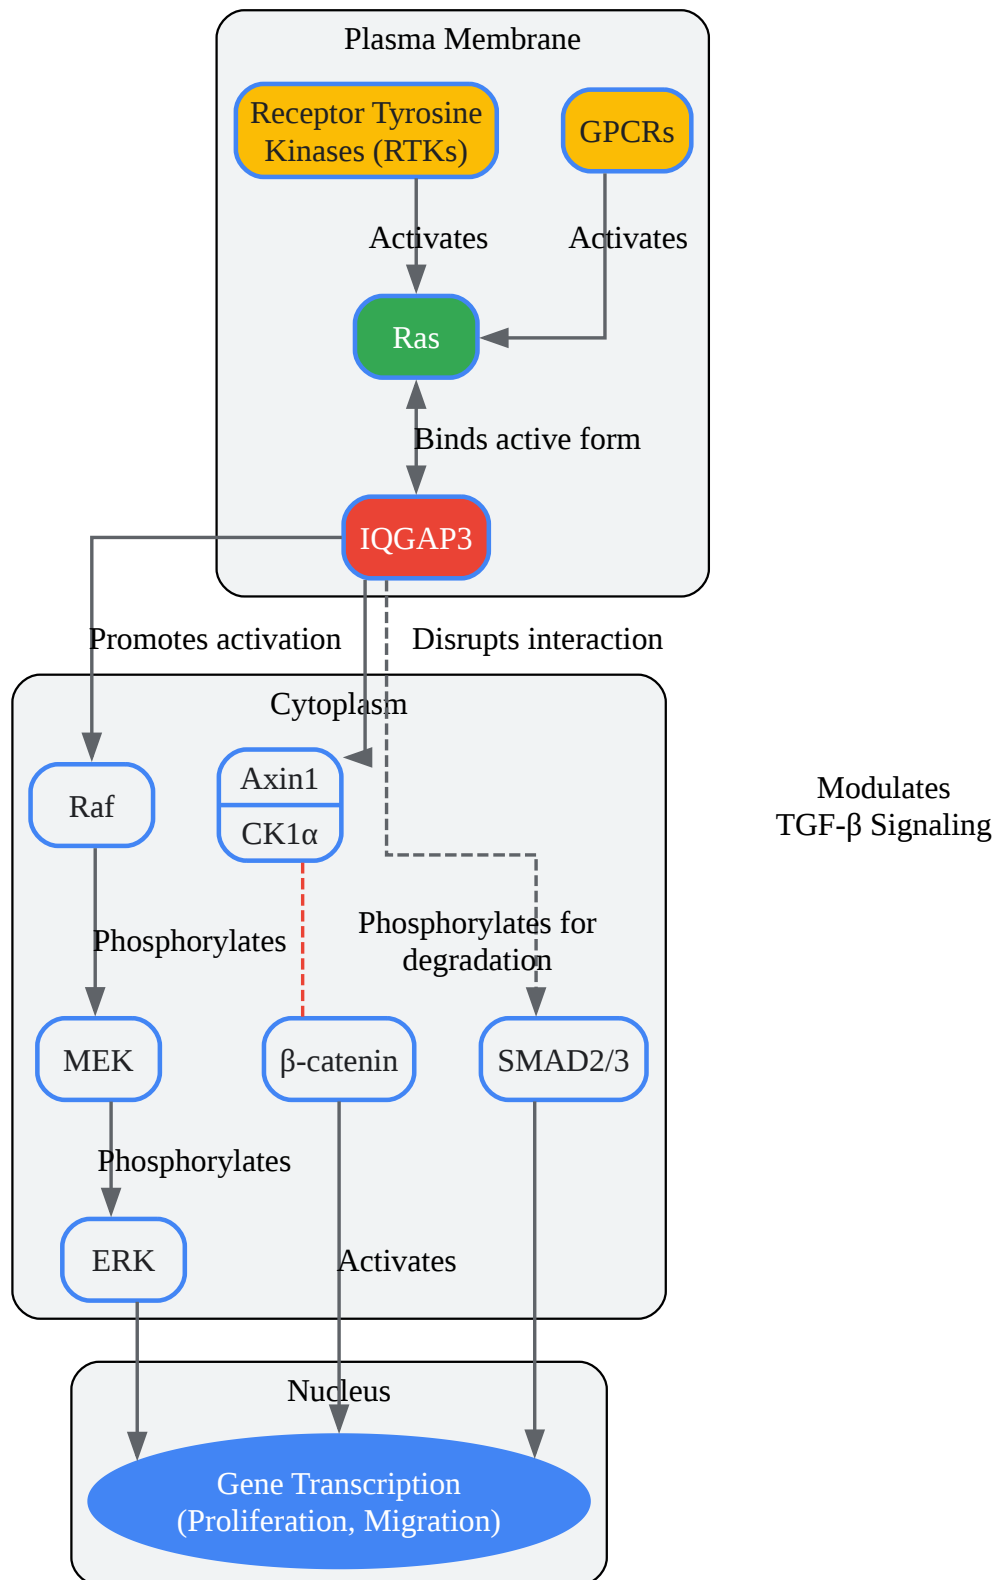 Plasma Membrane
Receptor Tyrosine
Kinases (RTKs)
GPCRs
Activates
Activates
Ras
Binds active form
IQGAP3
Promotes activation
Disrupts interaction
Cytoplasm
Axin1
Raf
CK1α
Modulates
TGF-β Signaling
Phosphorylates
Phosphorylates for
degradation
MEK
β-catenin
SMAD2/3
Phosphorylates
ERK
Activates
Nucleus
Gene Transcription
(Proliferation, Migration)